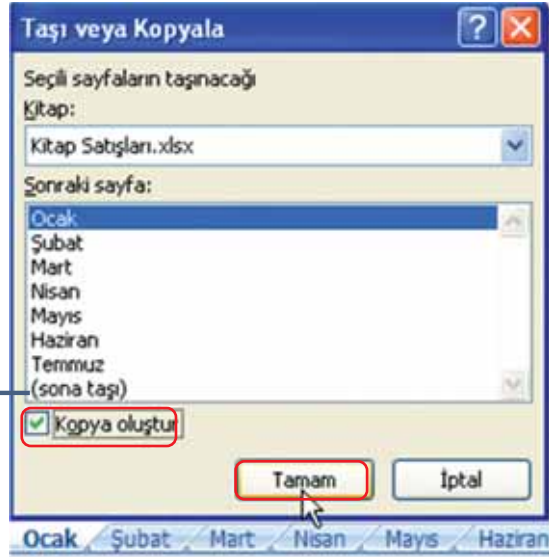 Taşı veya Kopyala
Seçili sayfaların taşınacağı
Kitap:
Kitap Satışları.xlsx
Sonraki sayfa:
Ocak
Şubat
Mart
Nisan
Mayıs
Haziran
Temmuz
(sona taşı)
Kopya oluştur
Tamam İptal
Ocak Şubat Mart Nisan Mayıs Haziran